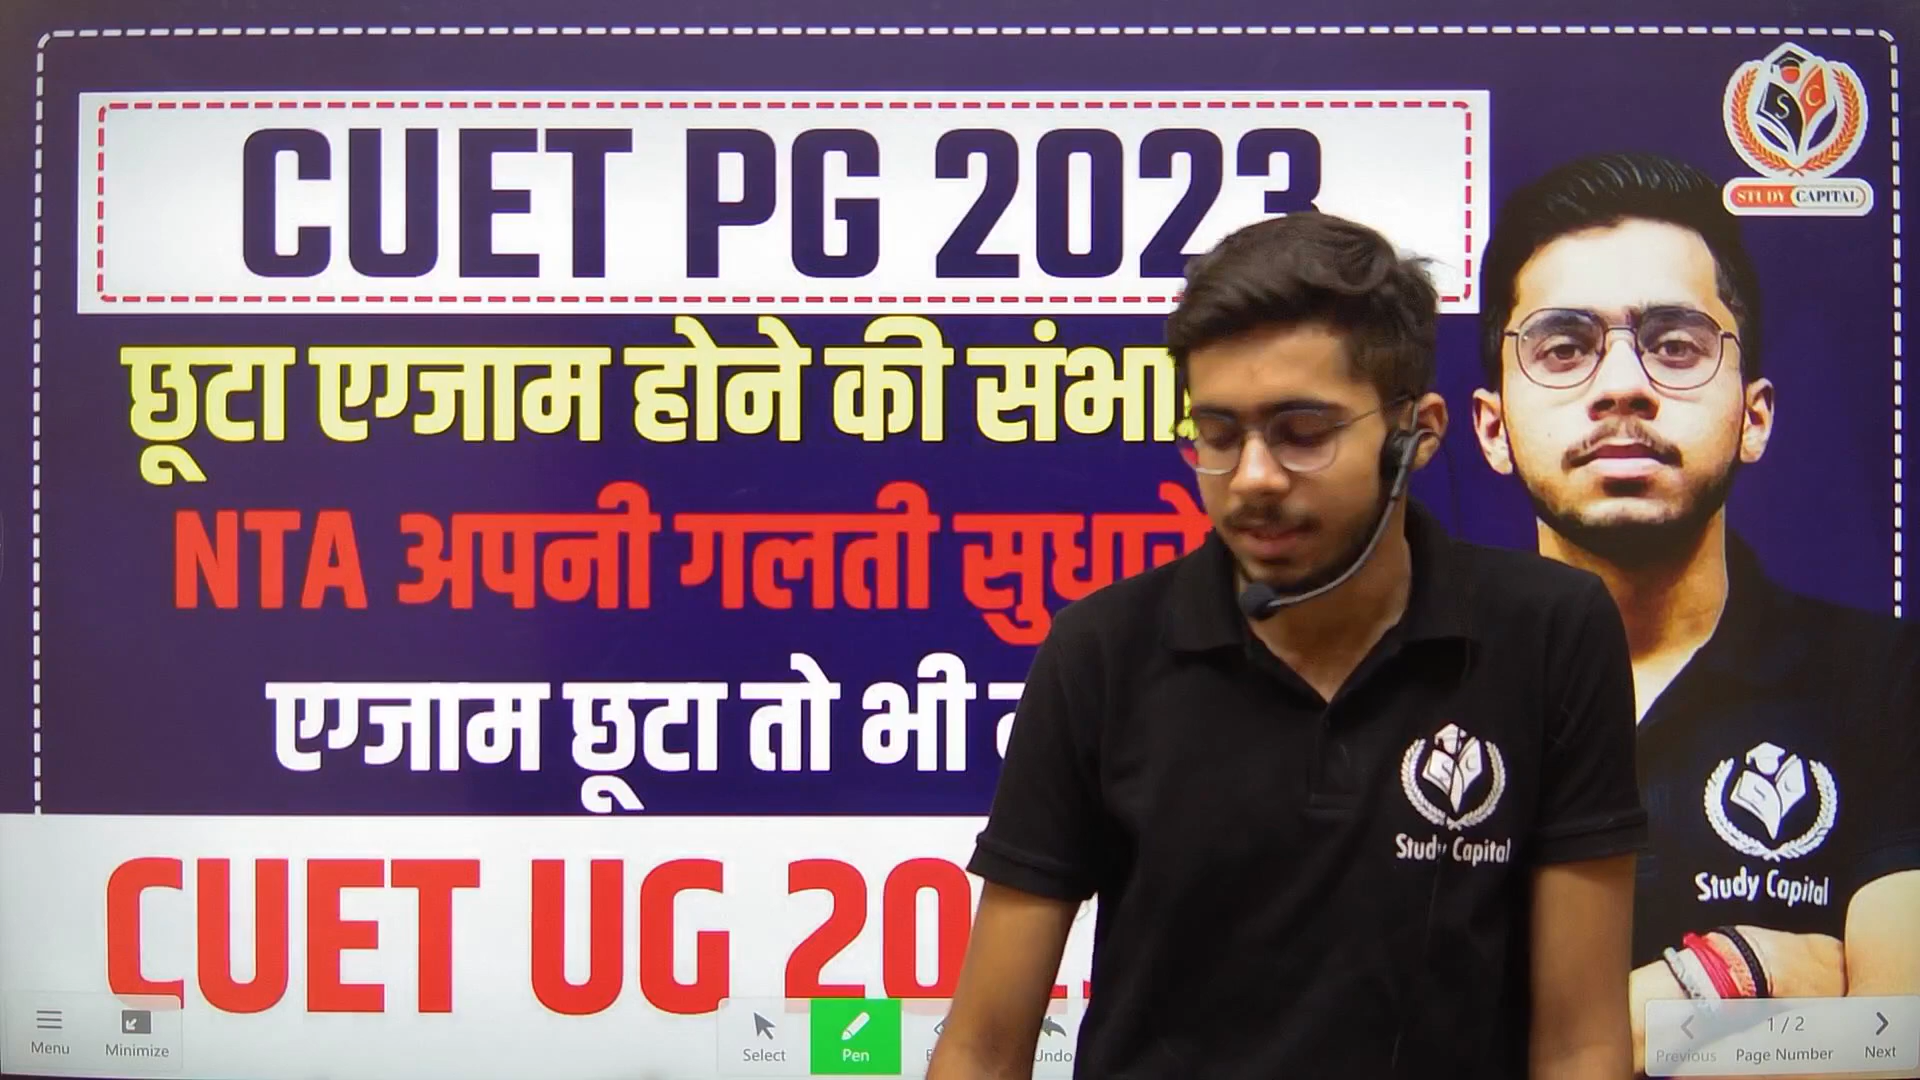 CUET PG 2023
STUDY CAPITAL
छूटा एग्जाम होने की
NTA अपनी गलती
एग्जाम छूटा तो भी
CUET UG
Study Capital
Study Capital
Menu
Minimize
Select
Pen
Undo
Previous
1 / 2
Page Number
Next